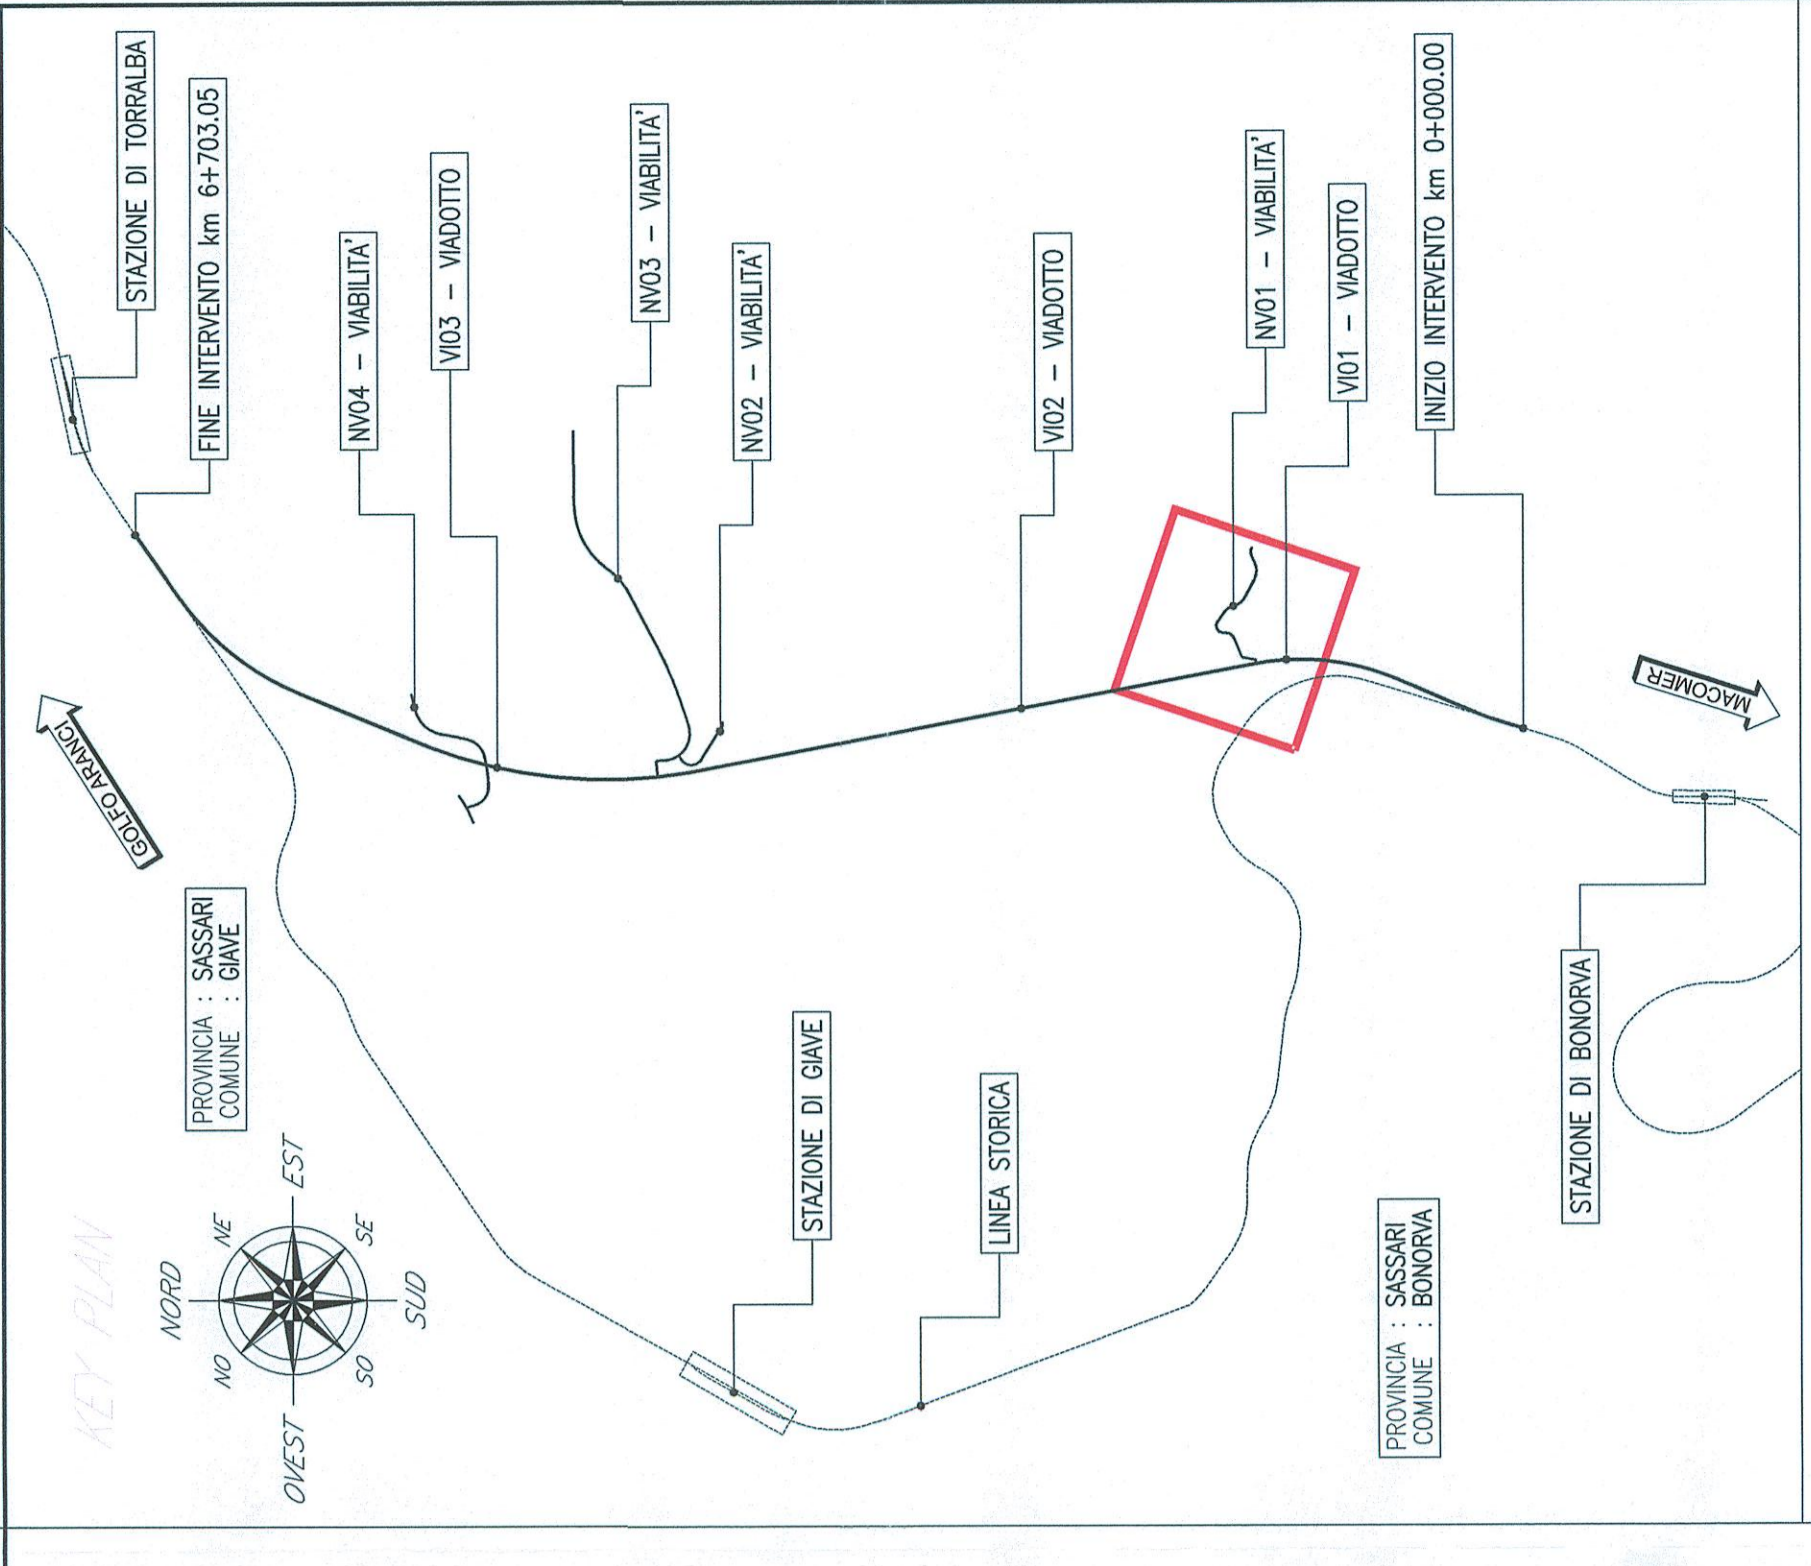 KEY PLAN
NORD
NE
EST
SE
SUD
SO
OVEST
NO
GOLFO ARANCI
STAZIONE DI TORRALBA
FINE INTERVENTO km 6+703.05
PROVINCIA : SASSARI
COMUNE : GIAVE
NV04 - VIABILITA'
VI03 - VIADOTTO
NV03 - VIABILITA'
NV02 - VIABILITA'
STAZIONE DI GIAVE
LINEA STORICA
VI02 - VIADOTTO
NV01 - VIABILITA'
VI01 - VIADOTTO
INIZIO INTERVENTO km 0+000.00
PROVINCIA : SASSARI
COMUNE : BONORVA
STAZIONE DI BONORVA
MACOMER